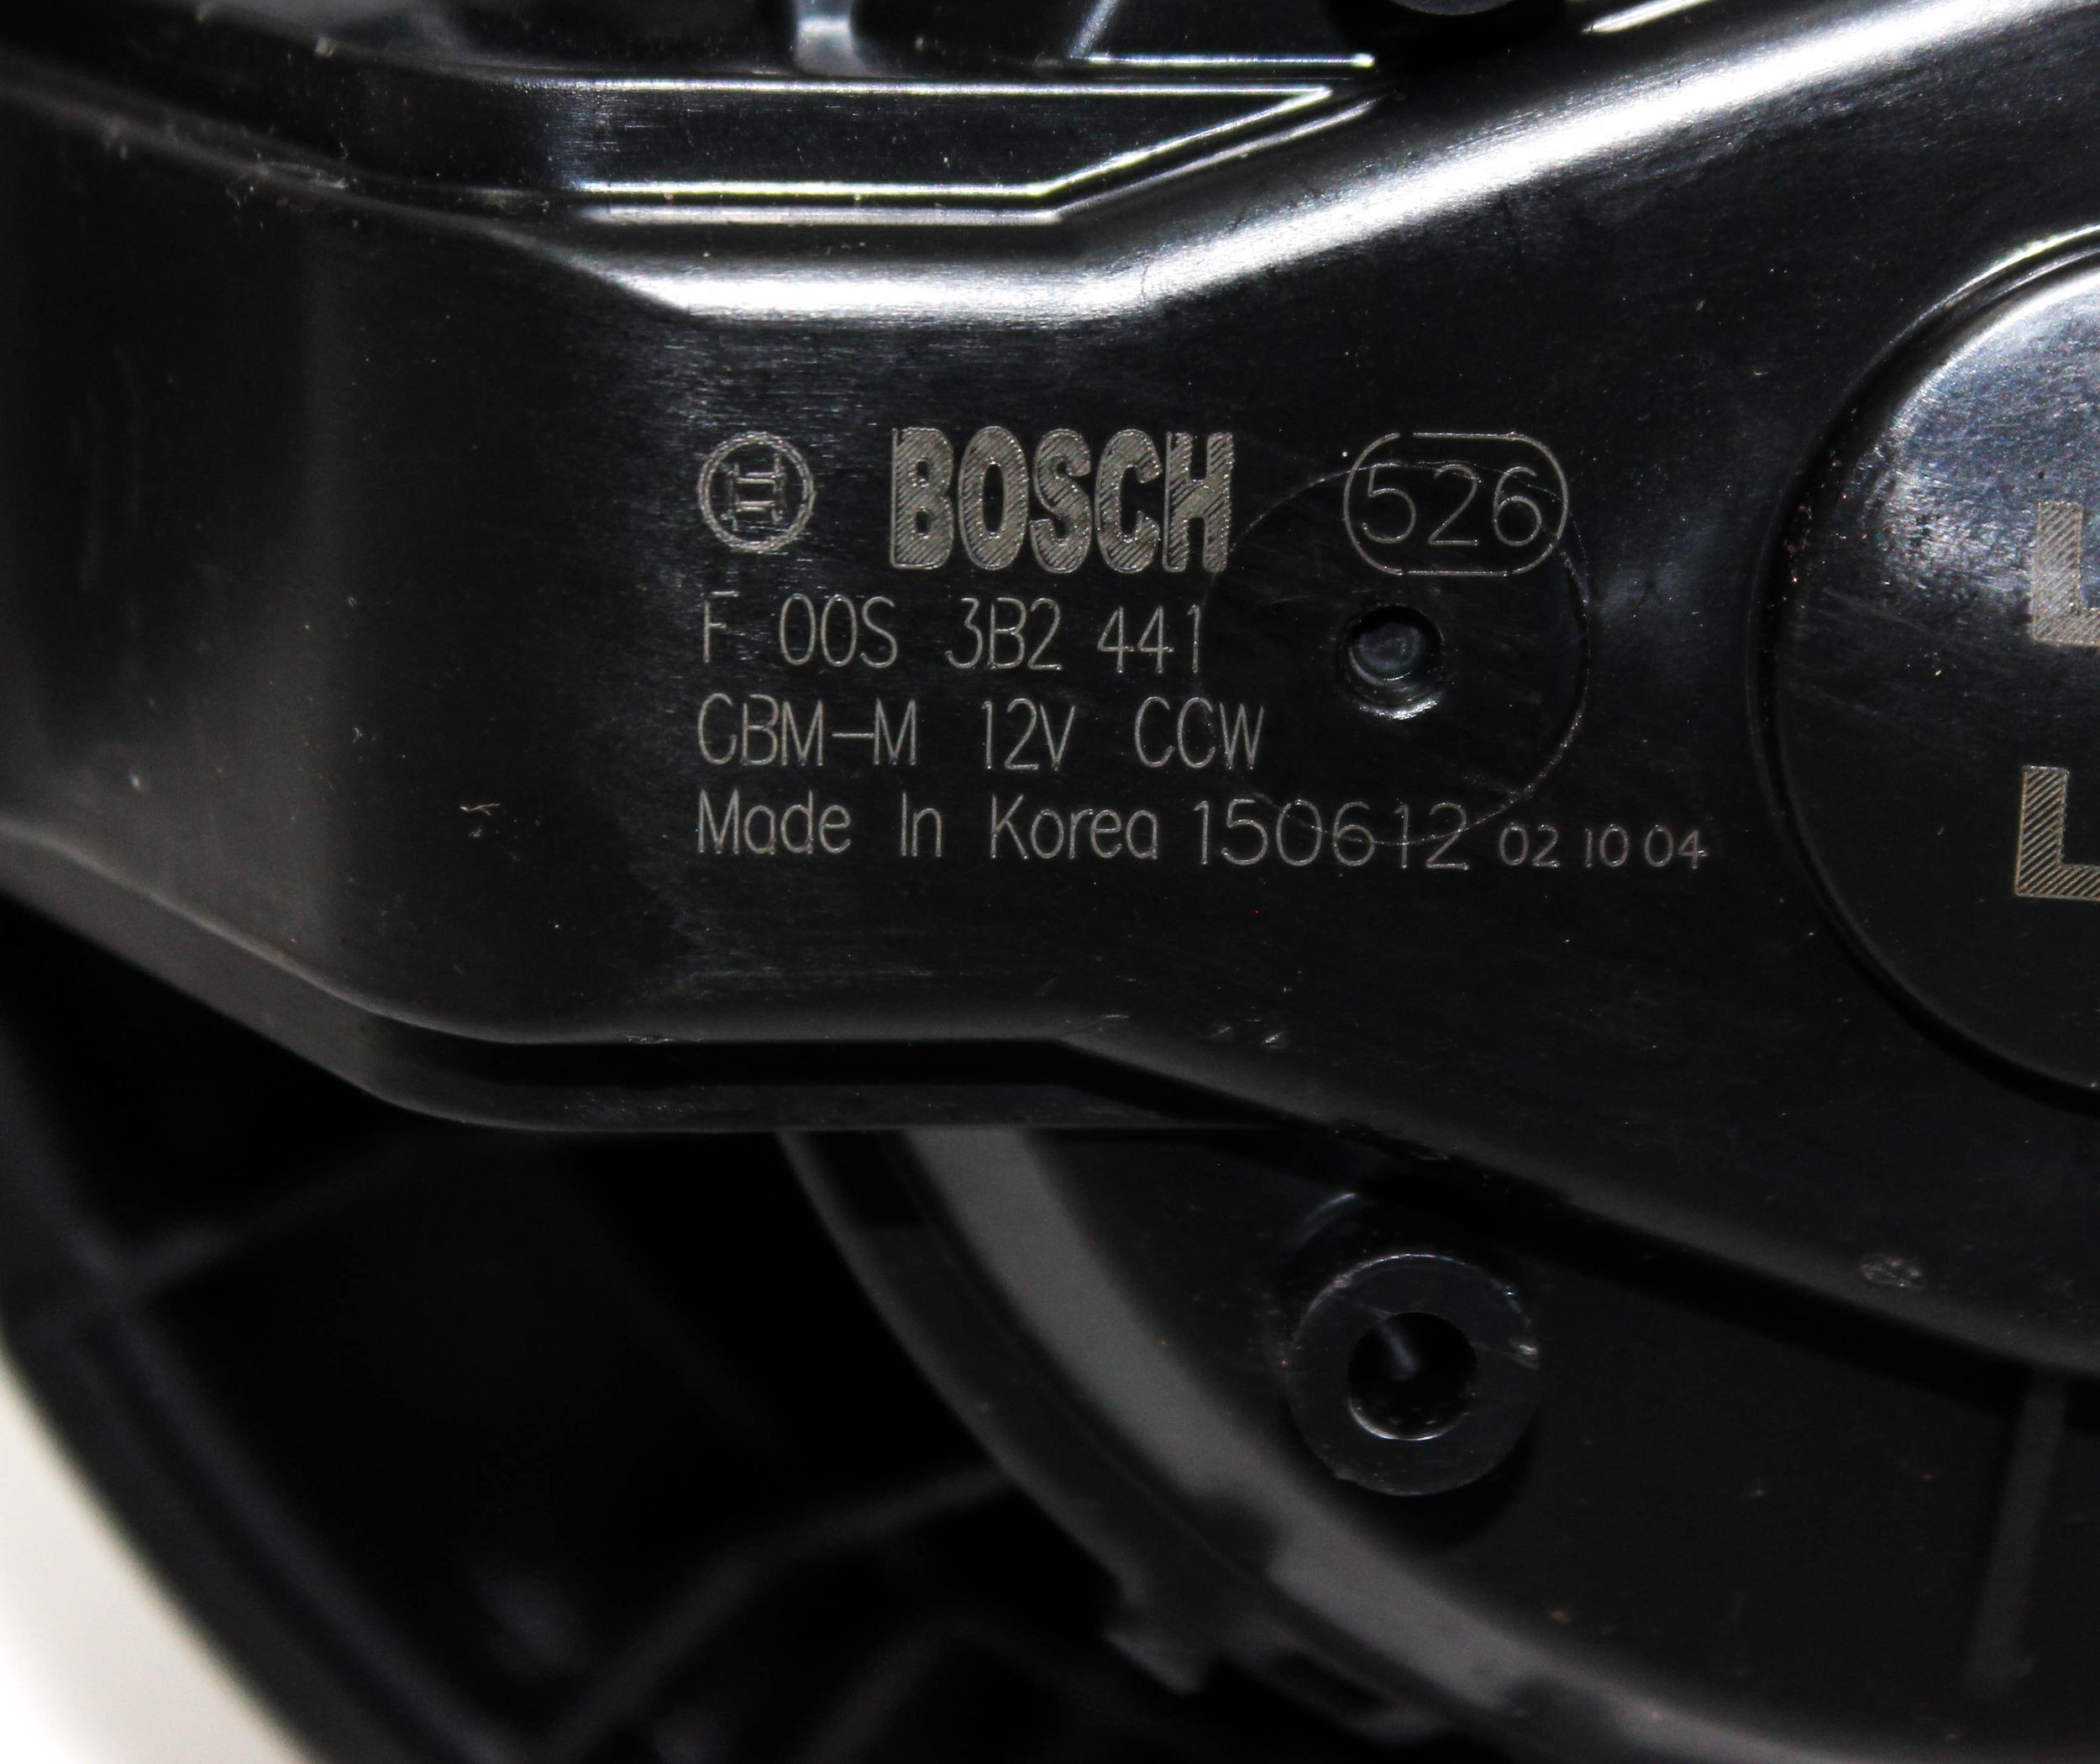 BOSCH 526
F 00S 3B2 441
GBM-M 12V CCW
Made In Korea 150612 02 10 04